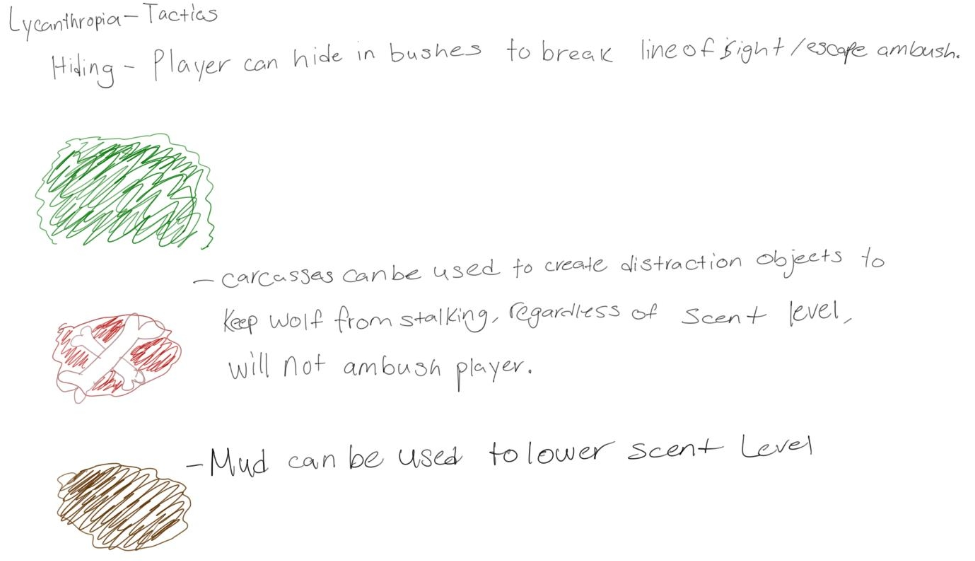 Lycanthropia - Tactics
Hiding - Player can hide in bushes to break line of sight/escape ambush.
- Carcasses can be used to create distraction objects to
keep wolf from stalking, regardless of scent level,
will not ambush player.
- Mud can be used to lower scent level